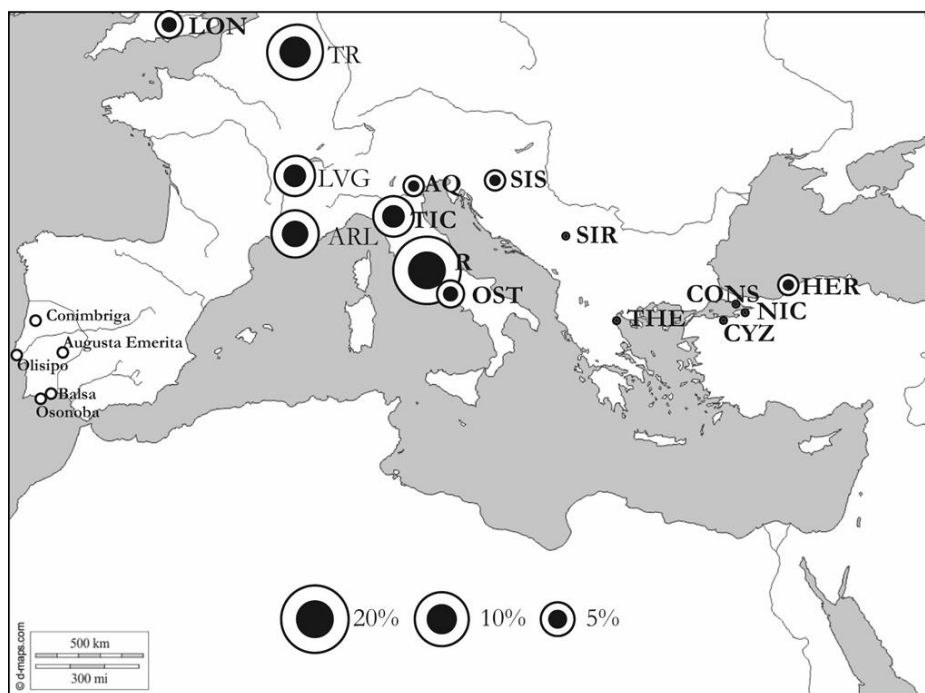 LON
TR
LVG
AQ
SIS
TIC
ARL
SIR
R
OST
CONS
HER
NIC
THE
CYZ
Conimbriga
Augusta Emerita
Olisipo
Balsa
Osonoba
20%
10%
5%
500 km
300 mi
© d-maps.com